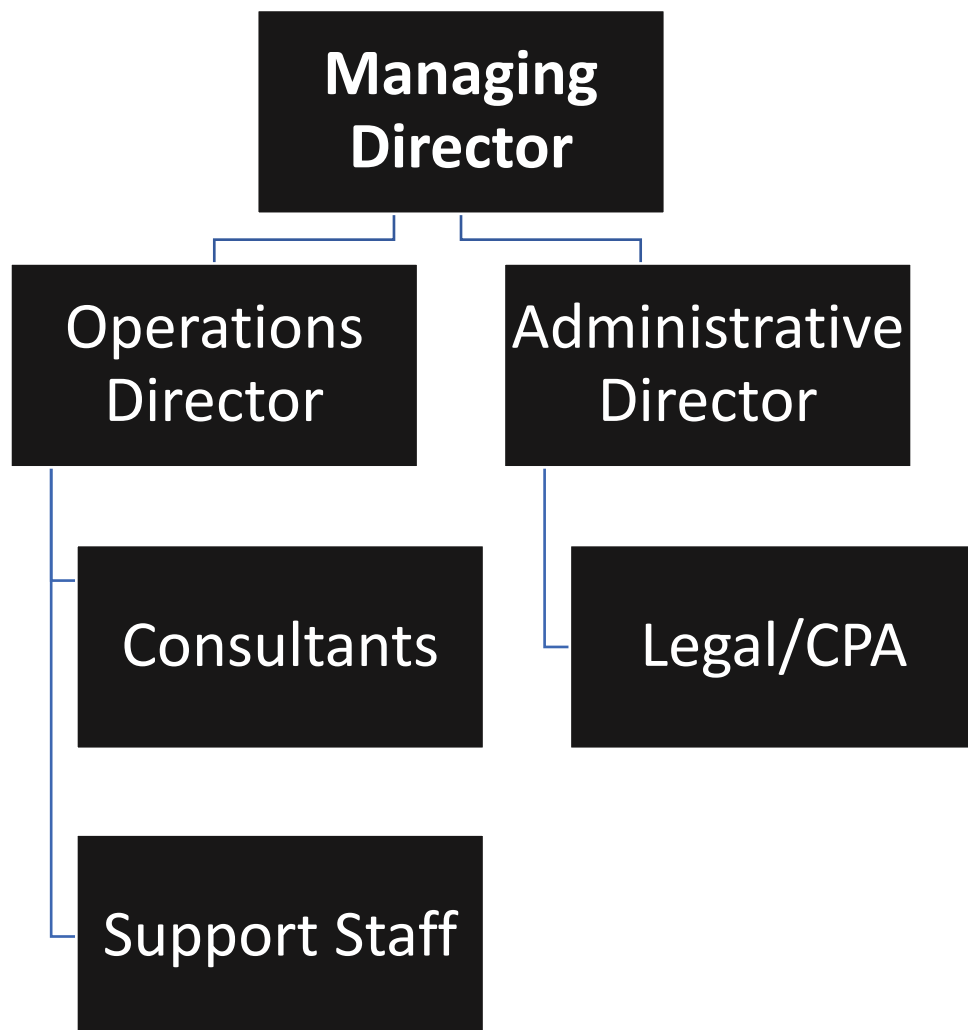 Managing
Director
Operations
Director
Administrative
Director
Consultants
Legal/CPA
Support Staff